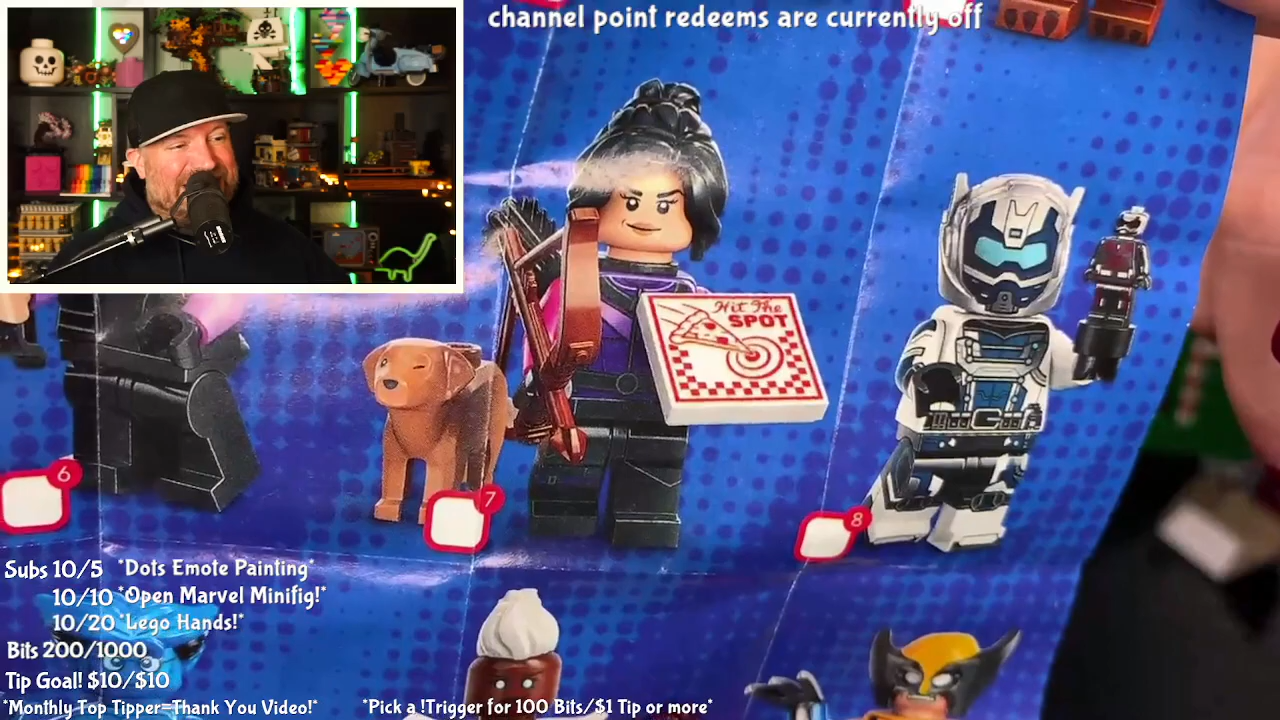 channel point redeems are currently off
Hit The
SPOT
6
7
8
Subs 10/5 *Dots Emote Painting*
10/10 *Open Marvel Minifig!*
10/20 *Lego Hands!*
Bits 200/1000
Tip Goal! $10/$10
*Monthly Top Tipper=Thank You Video!*
*Pick a !Trigger for 100 Bits/$1 Tip or more*